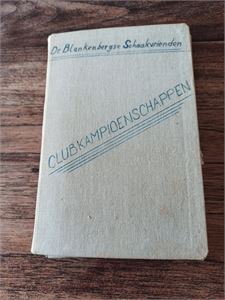 De Blankenbergse Schaakvrienden
CLUBKAMPIOENSCHAPPEN